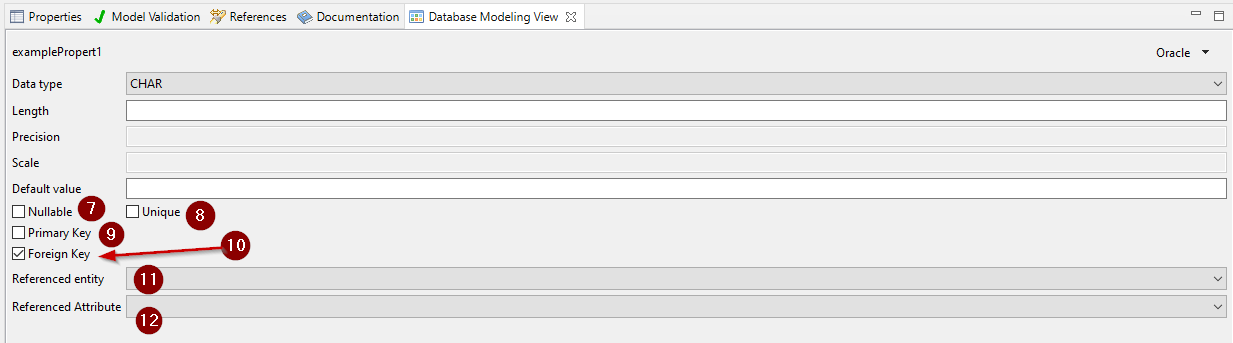 Properties Model Validation References Documentation Database Modeling View
examplePropert1 Oracle
Data type CHAR
Length
Precision
Scale
Default value
Nullable 7 Unique 8
Primary Key 9
Foreign Key 10
Referenced entity 11
Referenced Attribute 12